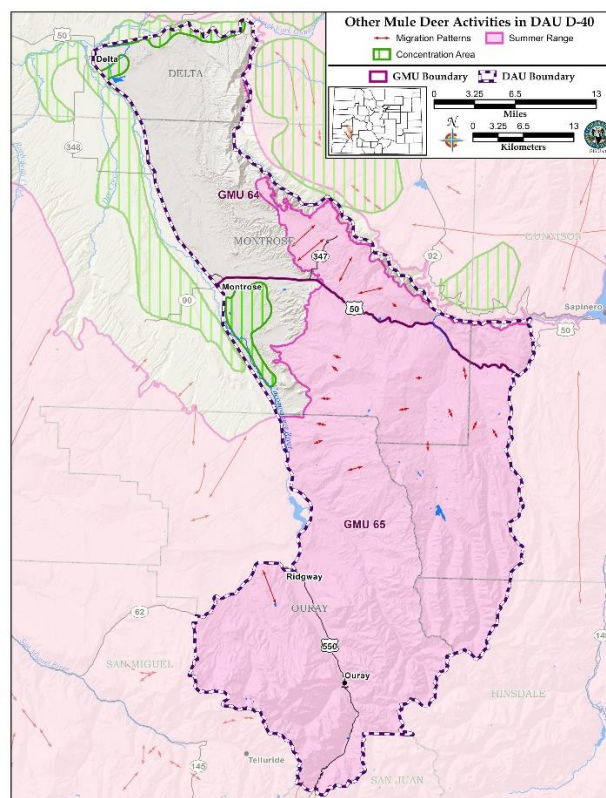 Other Mule Deer Activities in DAU D-40
Migration Patterns
Summer Range
Concentration Area
GMU Boundary
DAU Boundary
0 3.25 6.5 13
Miles
N
0 3.25 6.5 13
Kilometers
50
Delta
DELTA
348
GMU 64
MONTROSE
347
GUNNISON
92
Sapinero
Montrose
90
50
50
Uncompahgre River
GMU 65
Ridgway
OURAY
62
550
SAN MIGUEL
Ouray
HINSDALE
Telluride
145
145
SAN JUAN